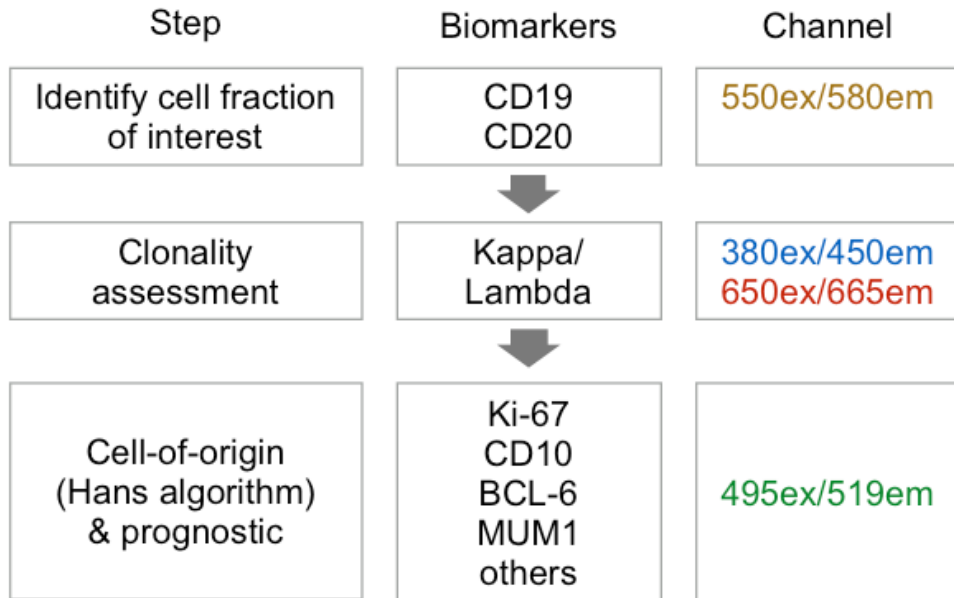 Step
Biomarkers
Channel
Identify cell fraction
of interest
CD19
CD20
550ex/580em
Clonality
assessment
Kappa/
Lambda
380ex/450em
650ex/665em
Cell-of-origin
(Hans algorithm)
& prognostic
Ki-67
CD10
BCL-6
MUM1
others
495ex/519em